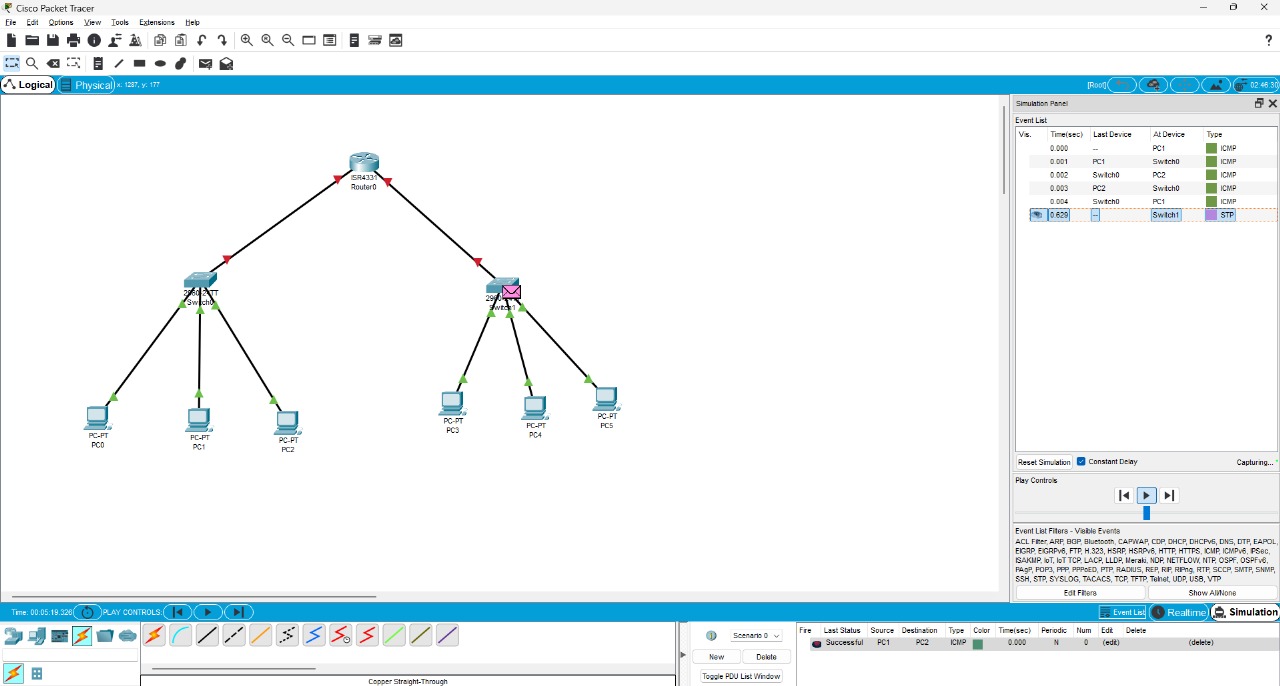 Cisco Packet Tracer
File Edit Options View Tools Extensions Help
?
Logical Physical x: 1287, y: 177 [Root] 02:46:30
Simulation Panel
Event List
Vis. Time(sec) Last Device At Device Type
0.000 -- PC1 ICMP
0.001 PC1 Switch0 ICMP
0.002 Switch0 PC2 ICMP
0.003 PC2 Switch0 ICMP
0.004 Switch0 PC1 ICMP
0.629 -- Switch1 STP
ISR4331
Router0
Switch0
Switch1
PC-PT
PC0
PC-PT
PC1
PC-PT
PC2
PC-PT
PC3
PC-PT
PC4
PC-PT
PC5
Reset Simulation Constant Delay Capturing...
Play Controls
Event List Filters - Visible Events
ACL Filter, ARP, BGP, Bluetooth, CAPWAP, CDP, DHCP, DHCPv6, DNS, DTP, EAPOL,
EIGRP, EIGRPv6, FTP, H.323, HSRP, HSRPv6, HTTP, HTTPS, ICMP, ICMPv6, IPSec,
ISAKMP, IoT, IoT TCP, LACP, LLDP, Meraki, NDP, NETFLOW, NTP, OSPF, OSPFv6,
PAgP, POP3, PPP, PPPoED, PTP, RADIUS, REP, RIP, RIPng, RTP, SCCP, SMTP, SNMP,
SSH, STP, SYSLOG, TACACS, TCP, TFTP, Telnet, UDP, USB, VTP
Edit Filters Show All/None
Time: 00:05:19.326 PLAY CONTROLS: Event List Realtime Simulation
Scenario 0
New Delete
Toggle PDU List Window
Fire Last Status Source Destination Type Color Time(sec) Periodic Num Edit Delete
Successful PC1 PC2 ICMP 0.000 N 0 (edit) (delete)
Copper Straight-Through